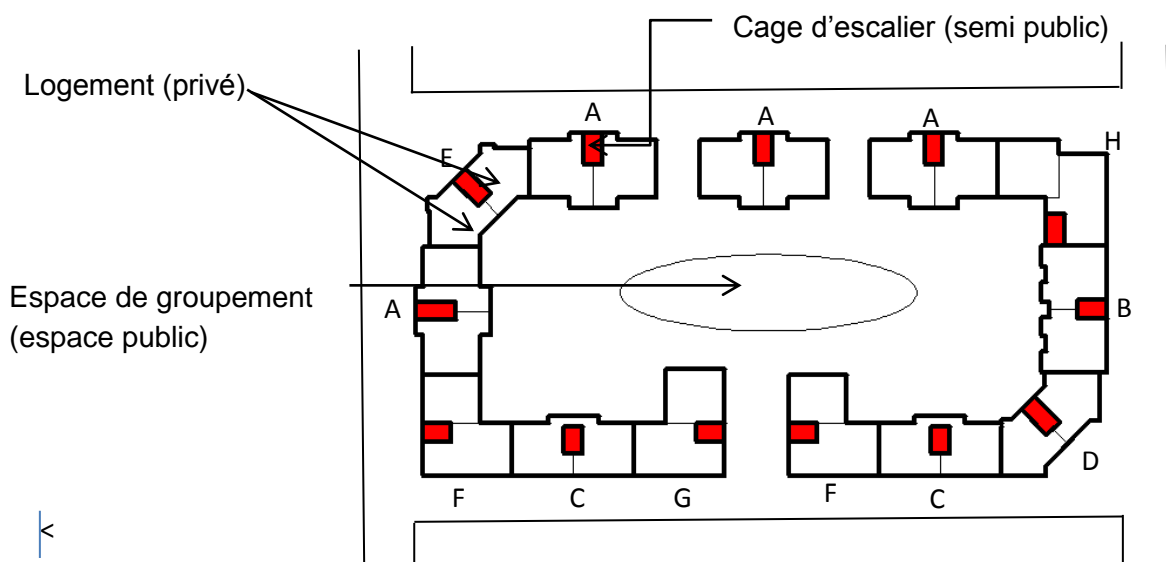 Cage d’escalier (semi public)
Logement (privé)
A
A
A
H
E
Espace de groupement
(espace public)
A
B
F
C
G
F
C
D
<